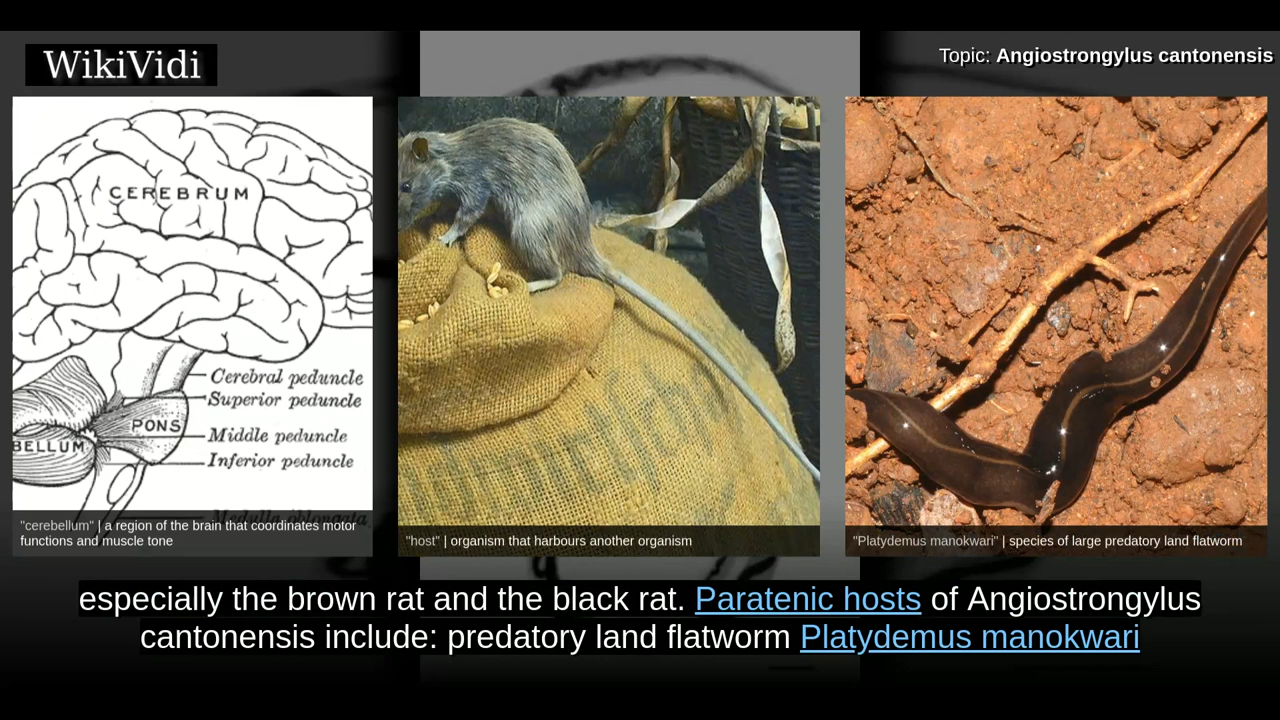 WikiVidi
Topic: Angiostrongylus cantonensis
CEREBRUM
Cerebral peduncle
Superior peduncle
PONS
Middle peduncle
BELLUM
Inferior peduncle
Medulla oblongata
"cerebellum" | a region of the brain that coordinates motor
functions and muscle tone
"host" | organism that harbours another organism
"Platydemus manokwari" | species of large predatory land flatworm
especially the brown rat and the black rat. Paratenic hosts of Angiostrongylus
cantonensis include: predatory land flatworm Platydemus manokwari